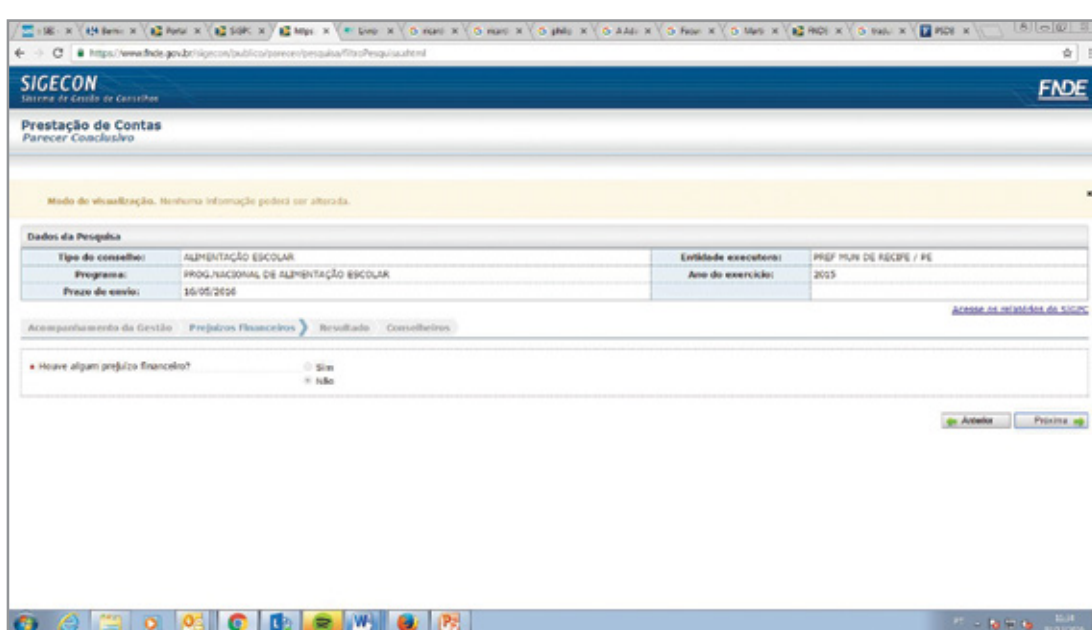 https://www.fnde.gov.br/sigecon/publico/parecer/pesquisa/filtroPesquisa.xhtml
SIGECON
Sistema de Gestão de Conselhos
FNDE
Prestação de Contas
Parecer Conclusivo
Modo de visualização. Nenhuma informação poderá ser alterada.
Dados da Pesquisa
Tipo do conselho: ALIMENTAÇÃO ESCOLAR Entidade executora: PREF MUN DE RECIFE / PE
Programa: PROG.NACIONAL DE ALIMENTAÇÃO ESCOLAR Ano do exercício: 2015
Prazo de envio: 16/05/2016
Acesse os relatórios do SIGPC
Acompanhamento da Gestão Prejuízos Financeiros Resultado Conselheiros
Houve algum prejuízo financeiro? Sim
Não
Anterior Próxima
PT